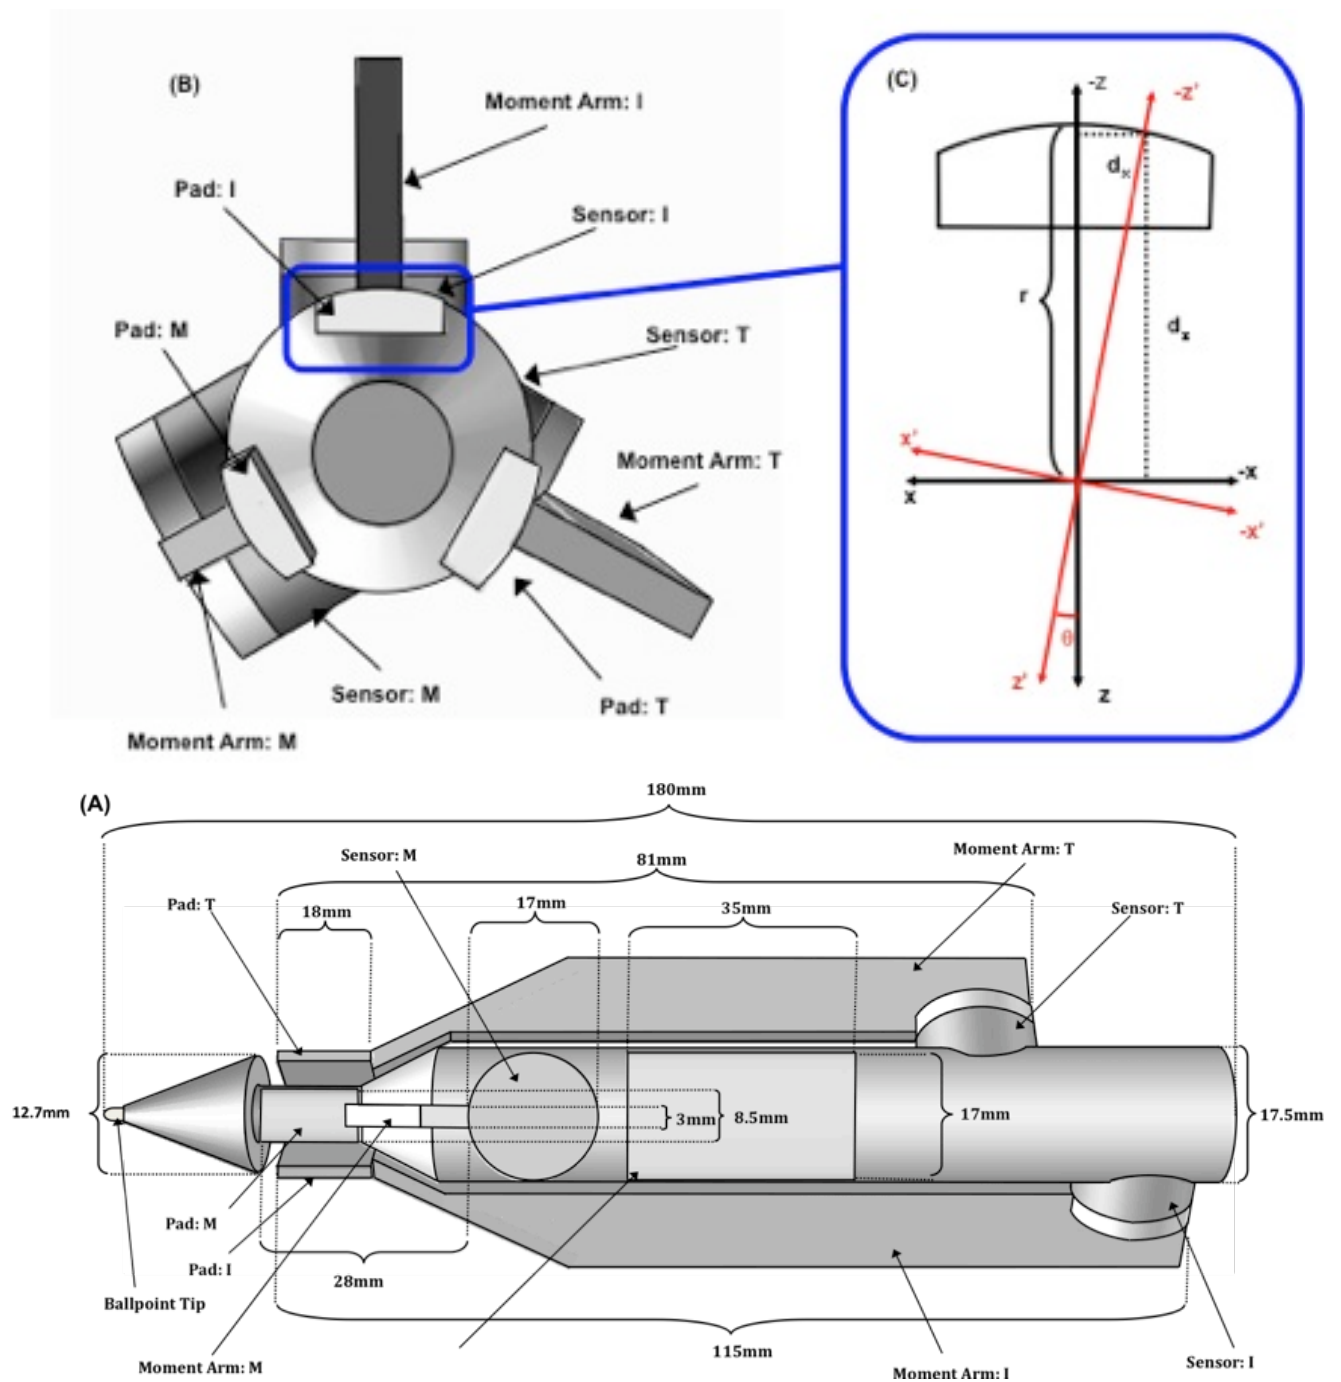 (B)
Moment Arm: I
Pad: I
Sensor: I
Pad: M
Sensor: T
Moment Arm: T
Sensor: M
Pad: T
Moment Arm: M
(C)
-z
-z'
dx
r
dz
x'
x
-x
-x'
θ
z'
z
(A)
180mm
Sensor: M
81mm
Moment Arm: T
Pad: T
18mm
17mm
35mm
Sensor: T
12.7mm
3mm
8.5mm
17mm
17.5mm
Pad: M
Pad: I
28mm
Ballpoint Tip
115mm
Moment Arm: M
Moment Arm: I
Sensor: I